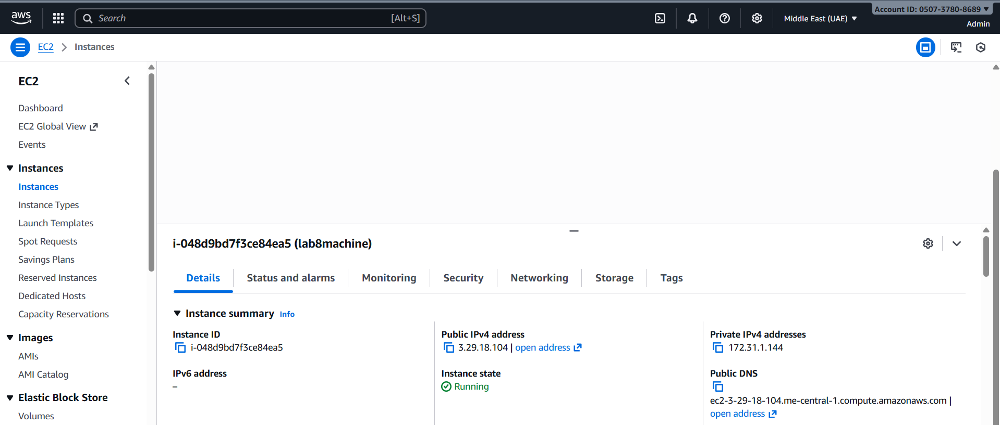 aws
Search [Alt+S]
Middle East (UAE)
Account ID: 0507-3780-8689
Admin
EC2 Instances
EC2
Dashboard
EC2 Global View
Events
Instances
Instances
Instance Types
Launch Templates
Spot Requests
Savings Plans
Reserved Instances
Dedicated Hosts
Capacity Reservations
Images
AMIs
AMI Catalog
Elastic Block Store
Volumes
i-048d9bd7f3ce84ea5 (lab8machine)
Details Status and alarms Monitoring Security Networking Storage Tags
Instance summary Info
Instance ID
i-048d9bd7f3ce84ea5
Public IPv4 address
3.29.18.104 | open address
Private IPv4 addresses
172.31.1.144
IPv6 address
–
Instance state
Running
Public DNS
ec2-3-29-18-104.me-central-1.compute.amazonaws.com |
open address